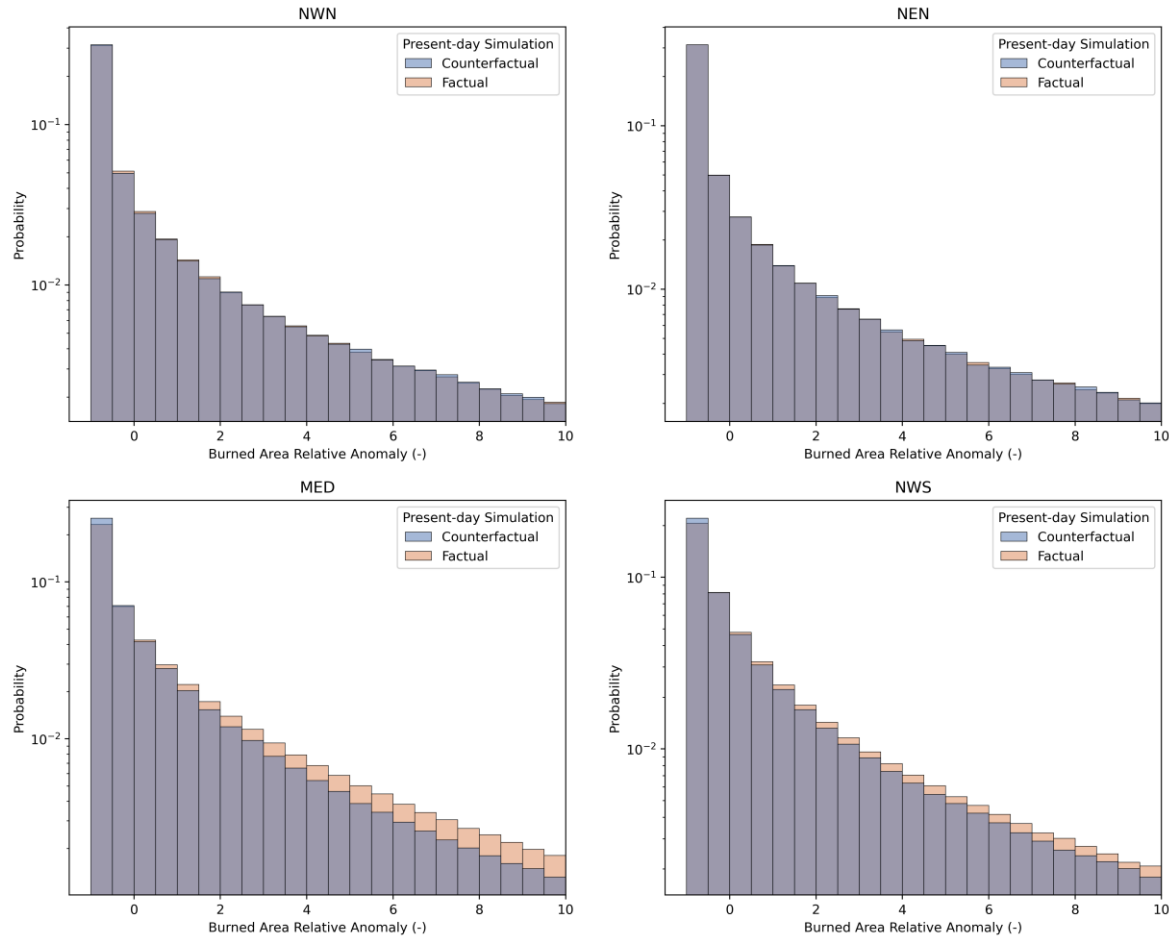 NWN
Present-day Simulation
Counterfactual
Factual
10⁻¹
10⁻²
Probability
0 2 4 6 8 10
Burned Area Relative Anomaly (-)
NEN
Present-day Simulation
Counterfactual
Factual
10⁻¹
10⁻²
Probability
0 2 4 6 8 10
Burned Area Relative Anomaly (-)
MED
Present-day Simulation
Counterfactual
Factual
10⁻¹
10⁻²
Probability
0 2 4 6 8 10
Burned Area Relative Anomaly (-)
NWS
Present-day Simulation
Counterfactual
Factual
10⁻¹
10⁻²
Probability
0 2 4 6 8 10
Burned Area Relative Anomaly (-)